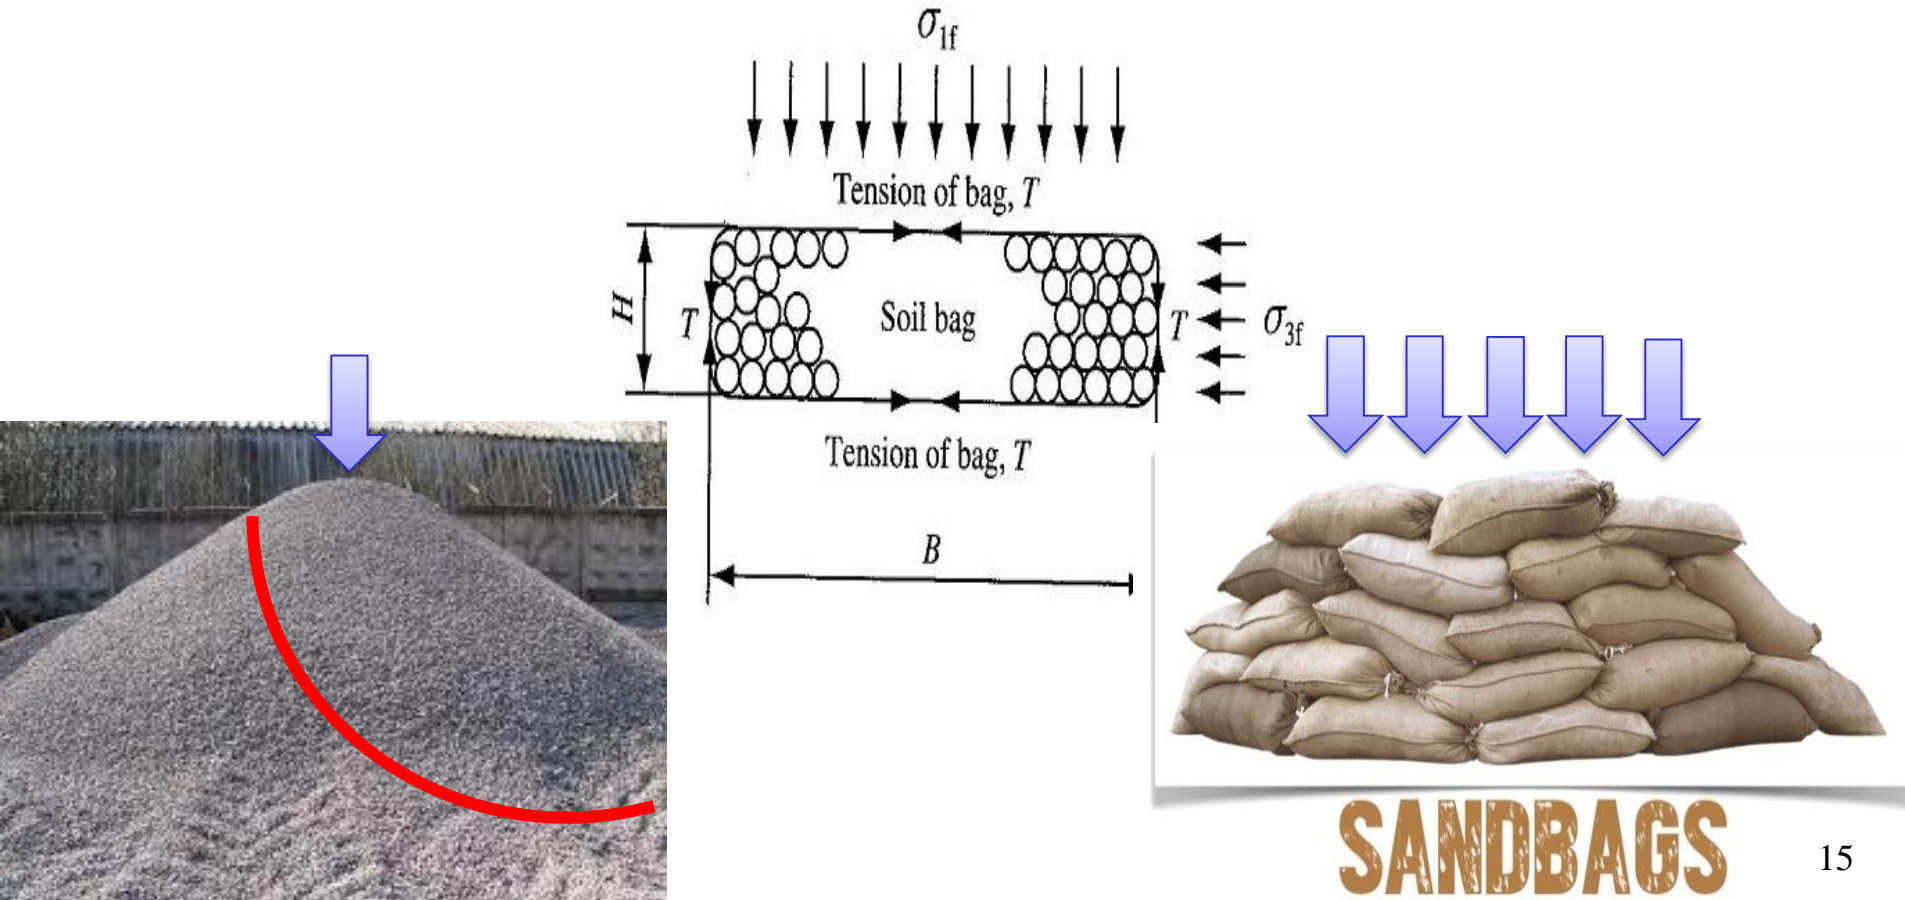 σ1f
Tension of bag, T
H
T
Soil bag
T
σ3f
Tension of bag, T
B
SANDBAGS
15